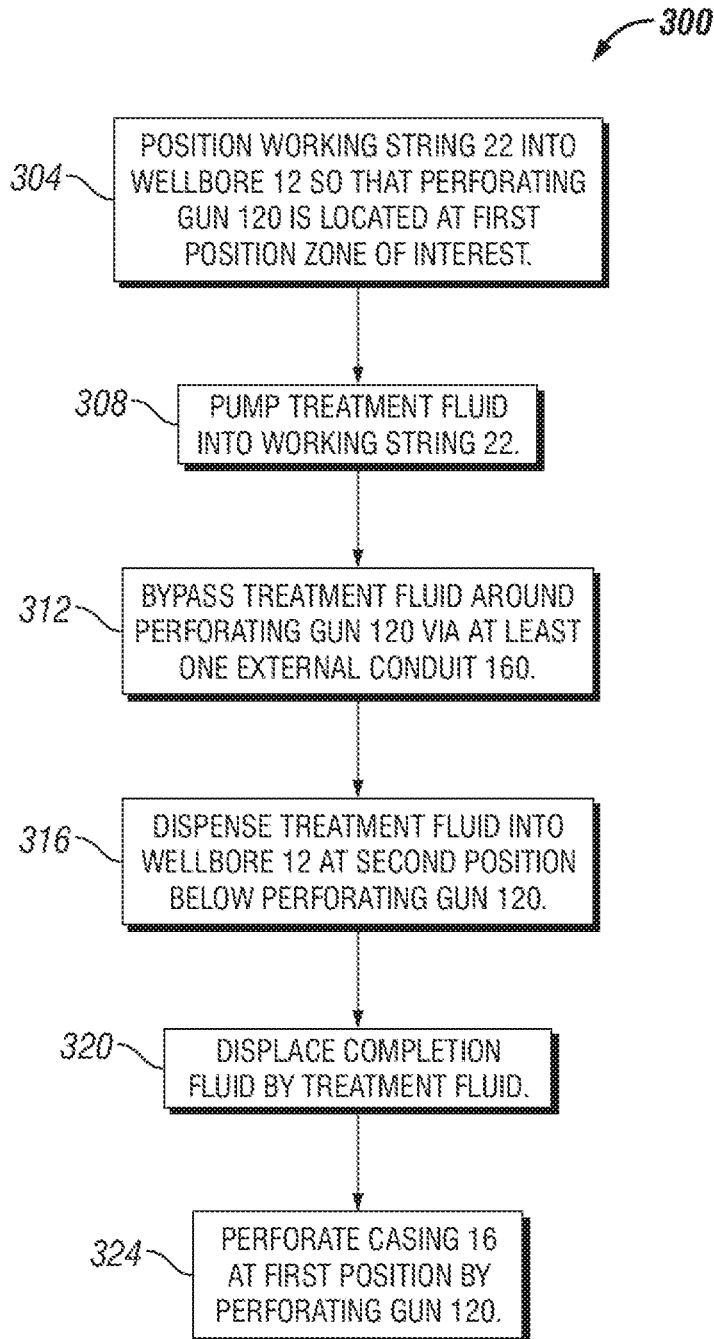 300
304
POSITION WORKING STRING 22 INTO
WELLBORE 12 SO THAT PERFORATING
GUN 120 IS LOCATED AT FIRST
POSITION ZONE OF INTEREST.
308
PUMP TREATMENT FLUID
INTO WORKING STRING 22.
312
BYPASS TREATMENT FLUID AROUND
PERFORATING GUN 120 VIA AT LEAST
ONE EXTERNAL CONDUIT 160.
316
DISPENSE TREATMENT FLUID INTO
WELLBORE 12 AT SECOND POSITION
BELOW PERFORATING GUN 120.
320
DISPLACE COMPLETION
FLUID BY TREATMENT FLUID.
324
PERFORATE CASING 16
AT FIRST POSITION BY
PERFORATING GUN 120.